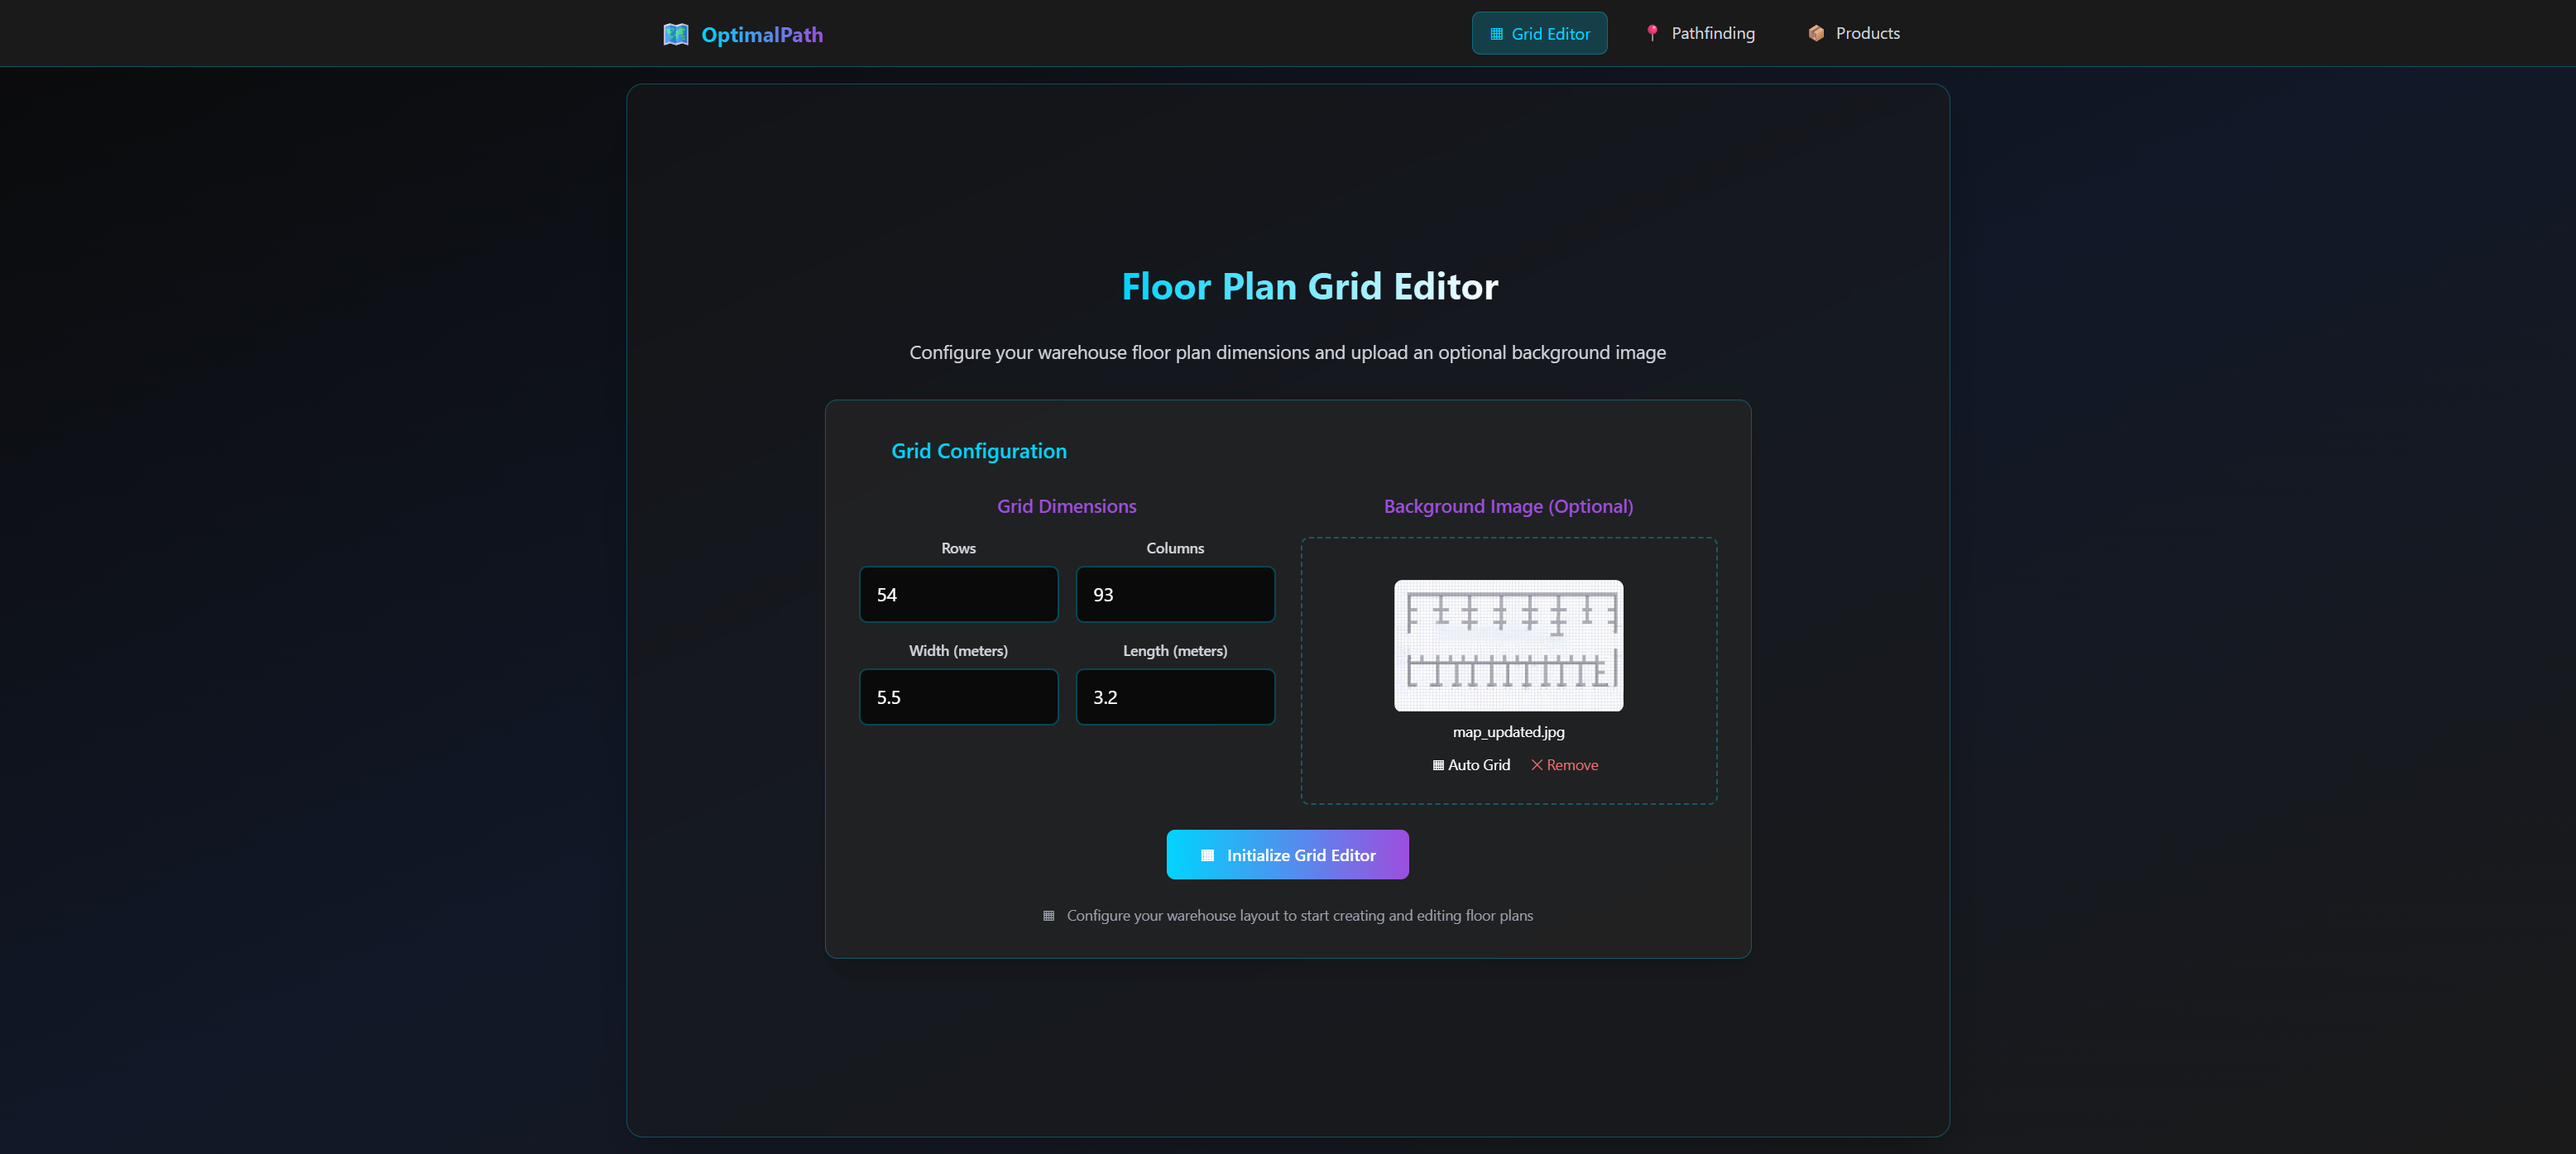 OptimalPath
Grid Editor
Pathfinding
Products
Floor Plan Grid Editor
Configure your warehouse floor plan dimensions and upload an optional background image
Grid Configuration
Grid Dimensions
Background Image (Optional)
Rows
Columns
54
93
Width (meters)
Length (meters)
5.5
3.2
map_updated.jpg
Auto Grid
Remove
Initialize Grid Editor
Configure your warehouse layout to start creating and editing floor plans